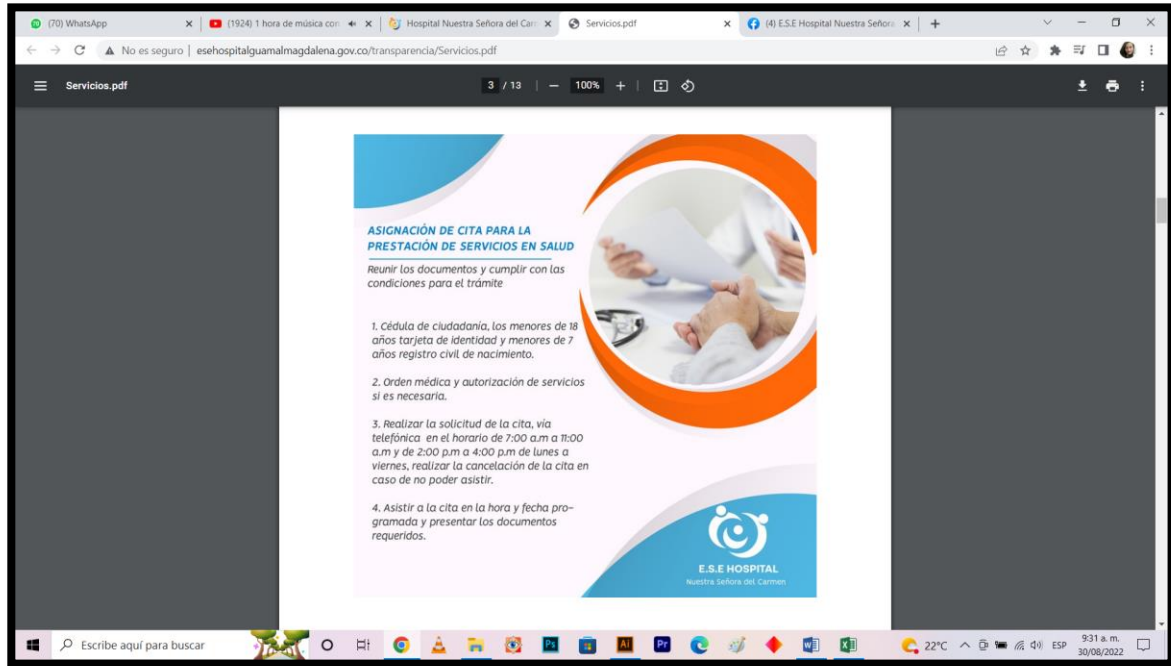 (70) WhatsApp
(1924) 1 hora de música con
Hospital Nuestra Señora del Car
Servicios.pdf
(4) E.S.E Hospital Nuestra Señora
No es seguro | esehospitalguamalmagdalena.gov.co/transparencia/Servicios.pdf
Servicios.pdf
3 / 13 | − 100% +
ASIGNACIÓN DE CITA PARA LA
PRESTACIÓN DE SERVICIOS EN SALUD
Reunir los documentos y cumplir con las
condiciones para el trámite
1. Cédula de ciudadanía, los menores de 18
años tarjeta de identidad y menores de 7
años registro civil de nacimiento.
2. Orden médica y autorización de servicios
si es necesaria.
3. Realizar la solicitud de la cita, vía
telefónica en el horario de 7:00 a.m a 11:00
a.m y de 2:00 p.m a 4:00 p.m de lunes a
viernes, realizar la cancelación de la cita en
caso de no poder asistir.
4. Asistir a la cita en la hora y fecha pro-
gramada y presentar los documentos
requeridos.
E.S.E HOSPITAL
Nuestra Señora del Carmen
Escribe aquí para buscar
Ps
Ai
Pr
22°C
ESP
9:31 a. m.
30/08/2022